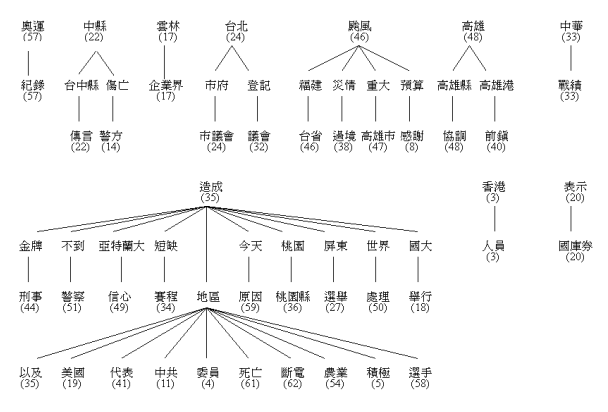 奧運 中縣 雲林 台北 颱風 高雄 中華
(57) (22) (17) (24) (46) (48) (33)
紀錄 台中縣 傷亡 企業界 市府 登記 福建 災情 重大 預算 高雄縣 高雄港 戰績
(57) (17) (33)
傳言 警方 市議會 議會 台省 過境 高雄市 感謝 協調 前鎮
(22) (14) (24) (32) (46) (38) (47) (8) (48) (40)
造成 香港 表示
(35) (3) (20)
金牌 不到 亞特蘭大 短缺 今天 桃園 屏東 世界 國大 人員 國庫券
(3) (20)
刑事 警察 信心 賽程 地區 原因 桃園縣 選舉 處理 舉行
(44) (51) (49) (34) (59) (36) (27) (50) (18)
以及 美國 代表 中共 委員 死亡 斷電 農業 積極 選手
(35) (19) (41) (11) (4) (61) (62) (54) (5) (58)